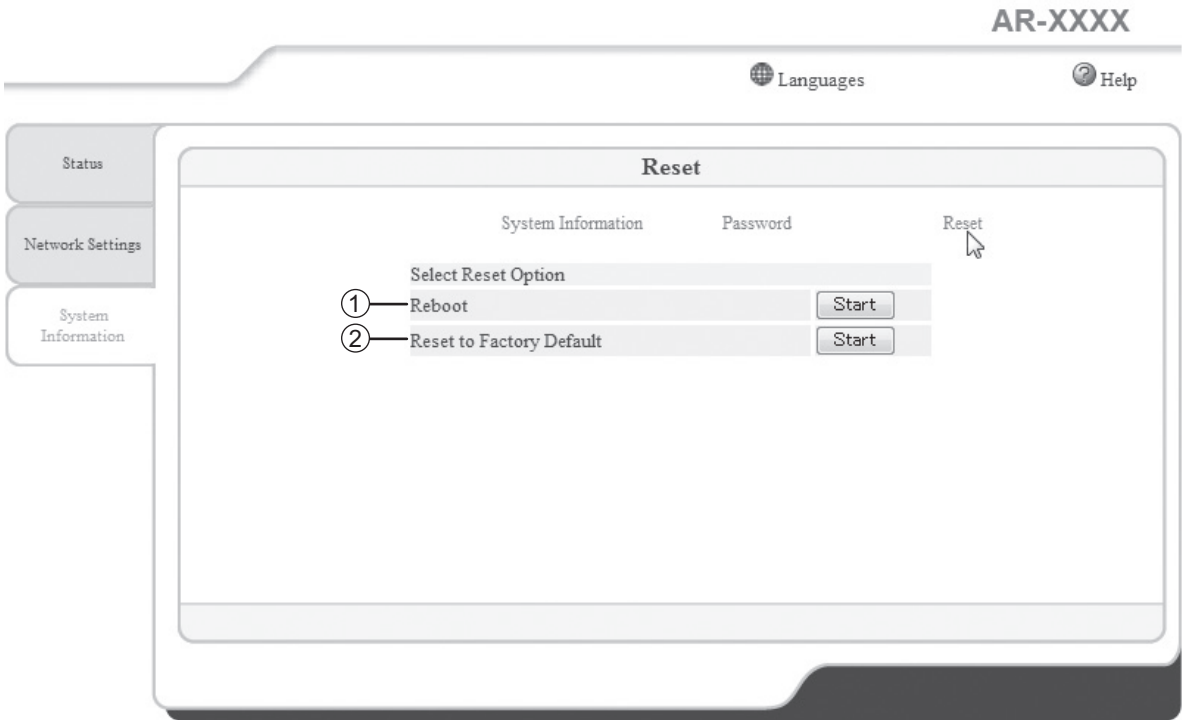 AR-XXXX
Languages
Help
Status
Network Settings
System
Information
Reset
System Information Password Reset
Select Reset Option
① Reboot Start
② Reset to Factory Default Start